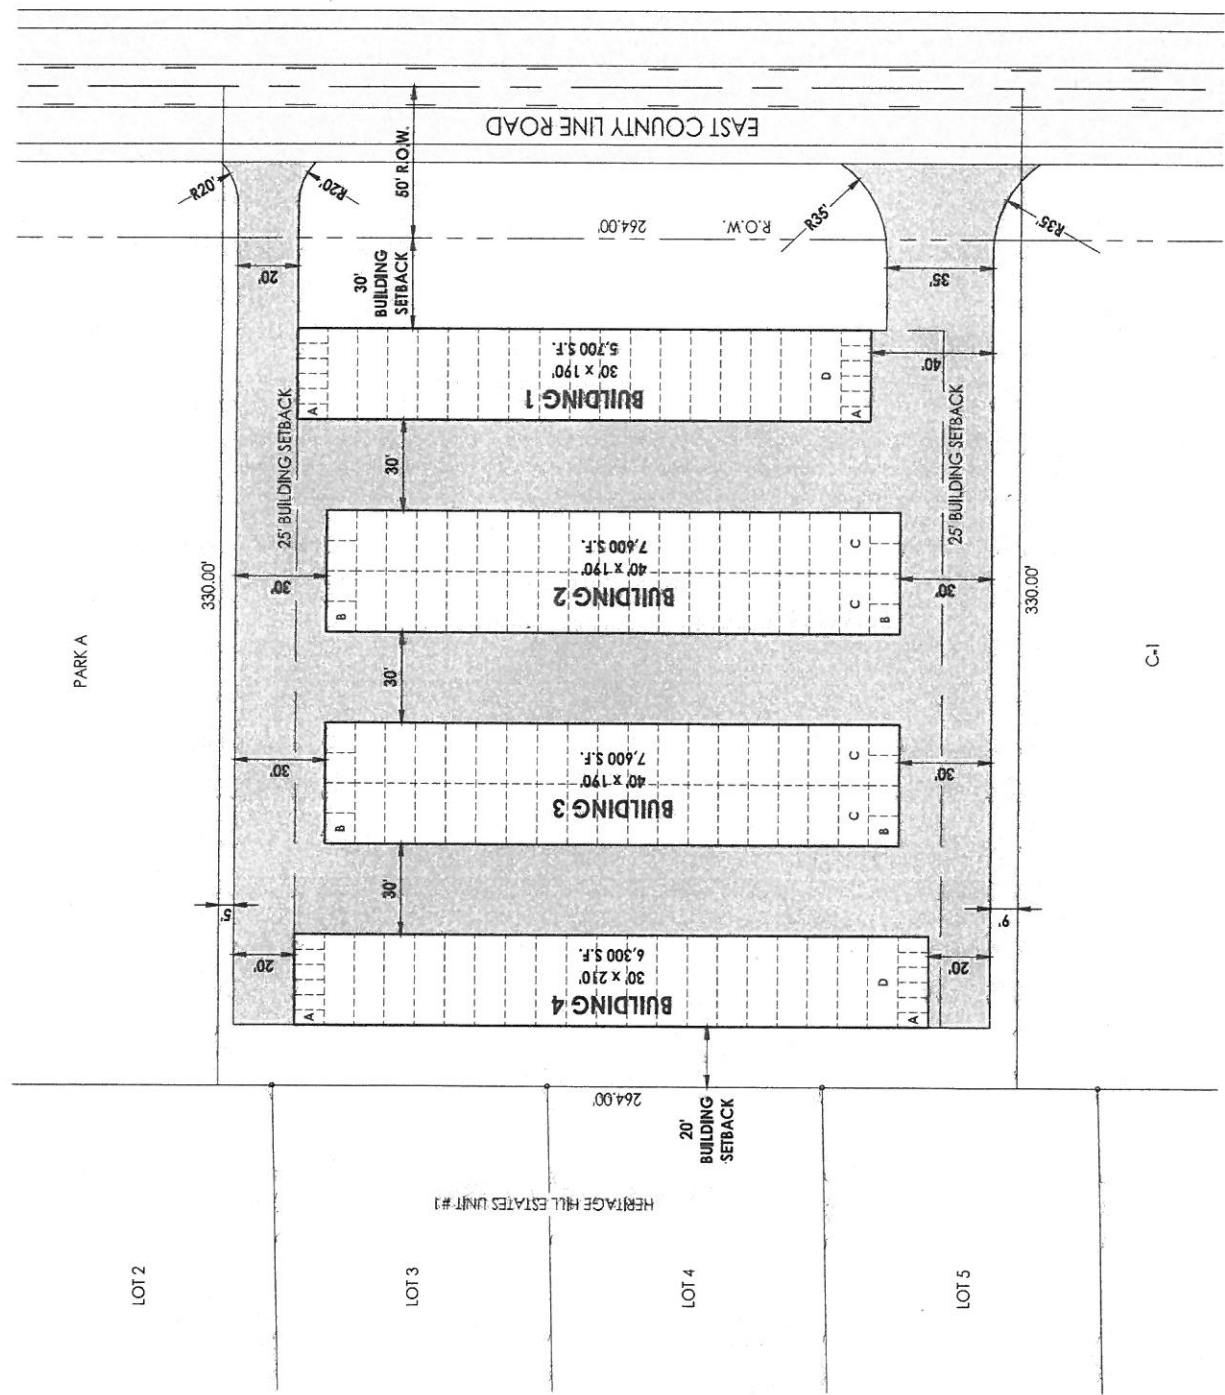 EAST COUNTY LINE ROAD
R20'
R20'
50' R.O.W.
R35'
R35'
264.00'
R.O.W.
20'
30'
BUILDING
SETBACK
35'
BUILDING 1
30' x 190'
5,700 S.F.
A
A
D
40'
25' BUILDING SETBACK
25' BUILDING SETBACK
30'
PARK A
330.00'
330.00'
C-1
BUILDING 2
40' x 190'
7,600 S.F.
B
B
C
C
30'
30'
30'
BUILDING 3
40' x 190'
7,600 S.F.
B
B
C
C
30'
30'
30'
5'
9'
BUILDING 4
30' x 210'
6,300 S.F.
A
A
D
20'
20'
264.00'
20'
BUILDING
SETBACK
HERITAGE HILL ESTATES UNIT #1
LOT 2
LOT 3
LOT 4
LOT 5